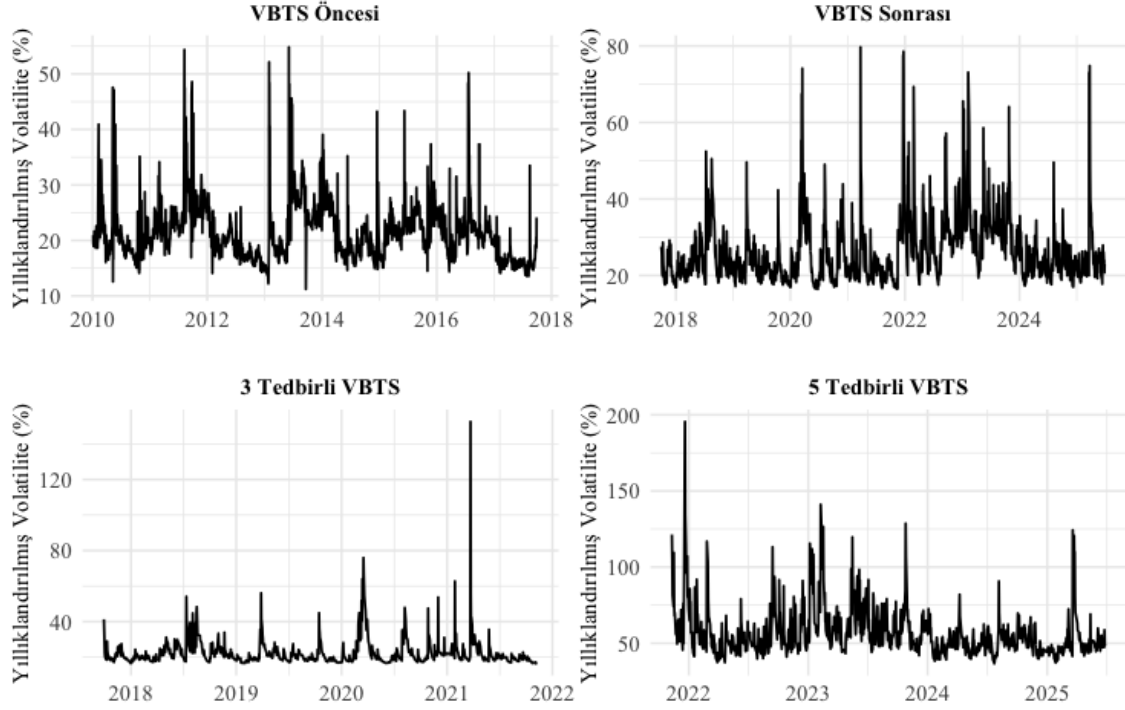 VBTS Öncesi
Yıllıklandırılmış Volatilite (%)
50
40
30
20
10
2010 2012 2014 2016 2018
VBTS Sonrası
Yıllıklandırılmış Volatilite (%)
80
60
40
20
2018 2020 2022 2024
3 Tedbirli VBTS
Yıllıklandırılmış Volatilite (%)
120
80
40
2018 2019 2020 2021 2022
5 Tedbirli VBTS
Yıllıklandırılmış Volatilite (%)
200
150
100
50
2022 2023 2024 2025